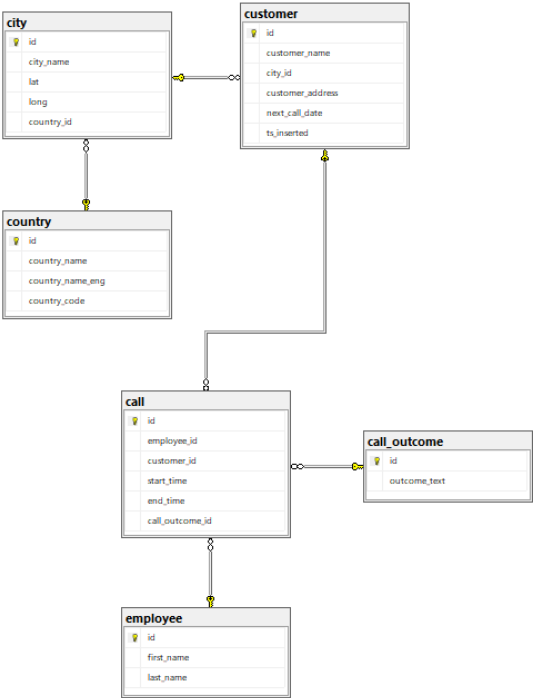 city
id
city_name
lat
long
country_id
customer
id
customer_name
city_id
customer_address
next_call_date
ts_inserted
country
id
country_name
country_name_eng
country_code
call
id
employee_id
customer_id
start_time
end_time
call_outcome_id
call_outcome
id
outcome_text
employee
id
first_name
last_name